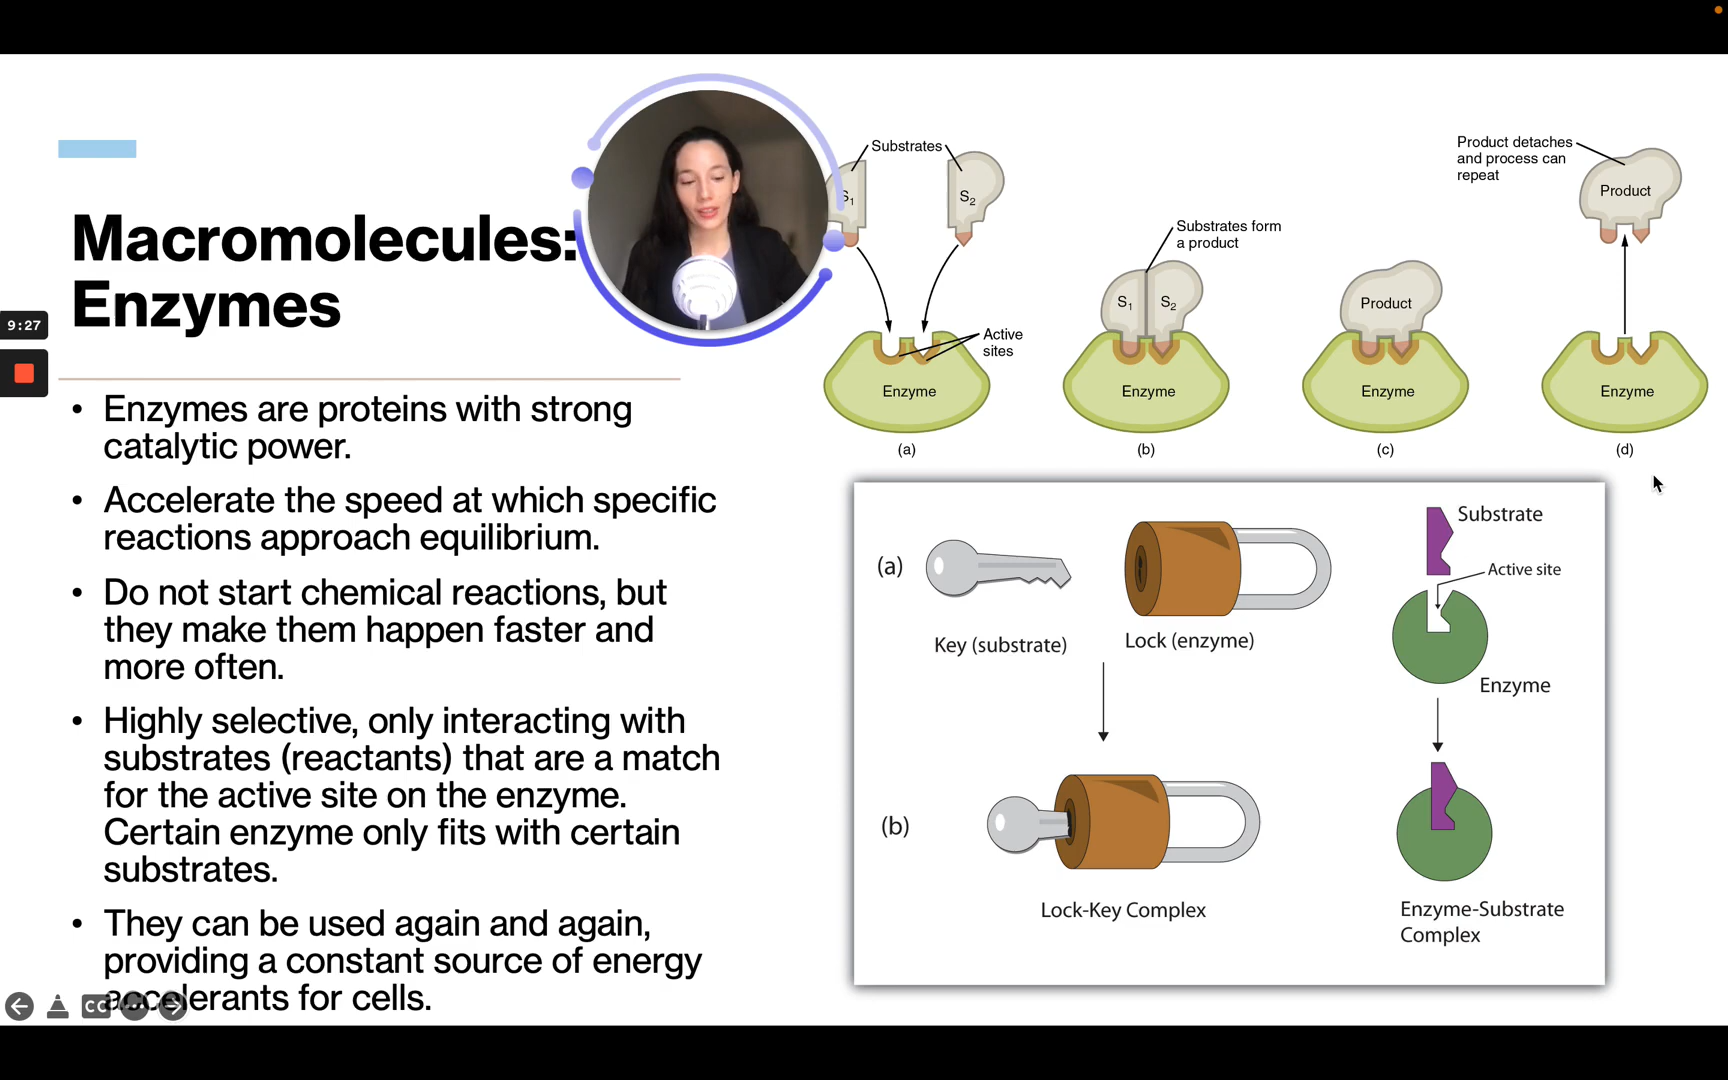 Macromolecules:
Enzymes
9:27
• Enzymes are proteins with strong
catalytic power.
• Accelerate the speed at which specific
reactions approach equilibrium.
• Do not start chemical reactions, but
they make them happen faster and
more often.
• Highly selective, only interacting with
substrates (reactants) that are a match
for the active site on the enzyme.
Certain enzyme only fits with certain
substrates.
• They can be used again and again,
providing a constant source of energy
accelerants for cells.
CC
Substrates
S1
S2
Active
sites
Enzyme
(a)
Substrates form
a product
S1
S2
Enzyme
(b)
Product
Enzyme
(c)
Product detaches
and process can
repeat
Product
Enzyme
(d)
(a)
Key (substrate)
Lock (enzyme)
Substrate
Active site
Enzyme
(b)
Lock-Key Complex
Enzyme-Substrate
Complex